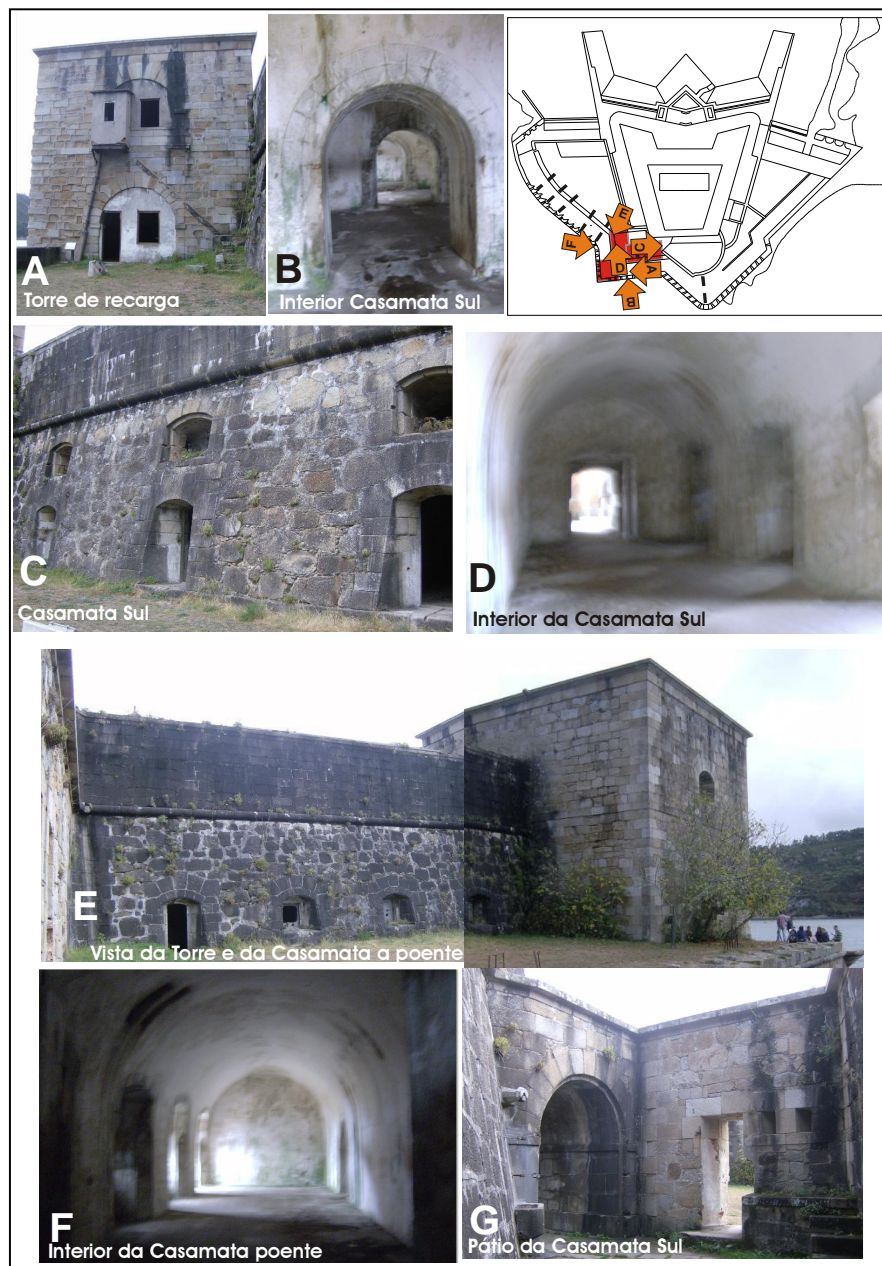 A
Torre de recarga
B
Interior Casamata Sul
E
F
C
D
A
B
C
Casamata Sul
D
Interior da Casamata Sul
E
Vista da Torre e da Casamata a poente
F
Interior da Casamata poente
G
Pátio da Casamata Sul